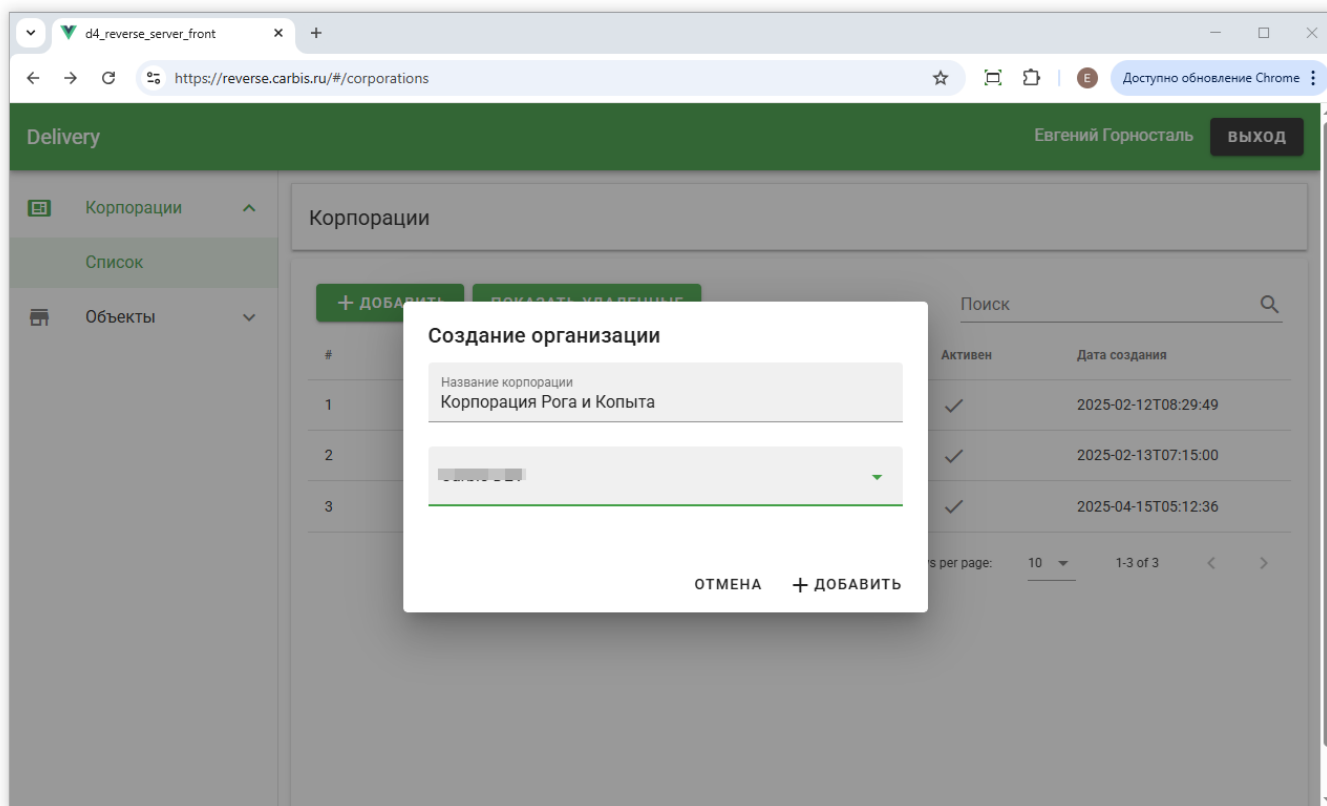 d4_reverse_server_front
https://reverse.carbis.ru/#/corporations
E
Доступно обновление Chrome
Delivery
Евгений Горносталь
ВЫХОД
Корпорации
Список
Объекты
Корпорации
ДОБАВИТЬ
ПОКАЗАТЬ УДАЛЕННЫЕ
Поиск
# Активен Дата создания
1 2025-02-12T08:29:49
2 2025-02-13T07:15:00
3 2025-04-15T05:12:36
per page: 10 1-3 of 3
Создание организации
Название корпорации
Корпорация Рога и Копыта
ОТМЕНА
ДОБАВИТЬ